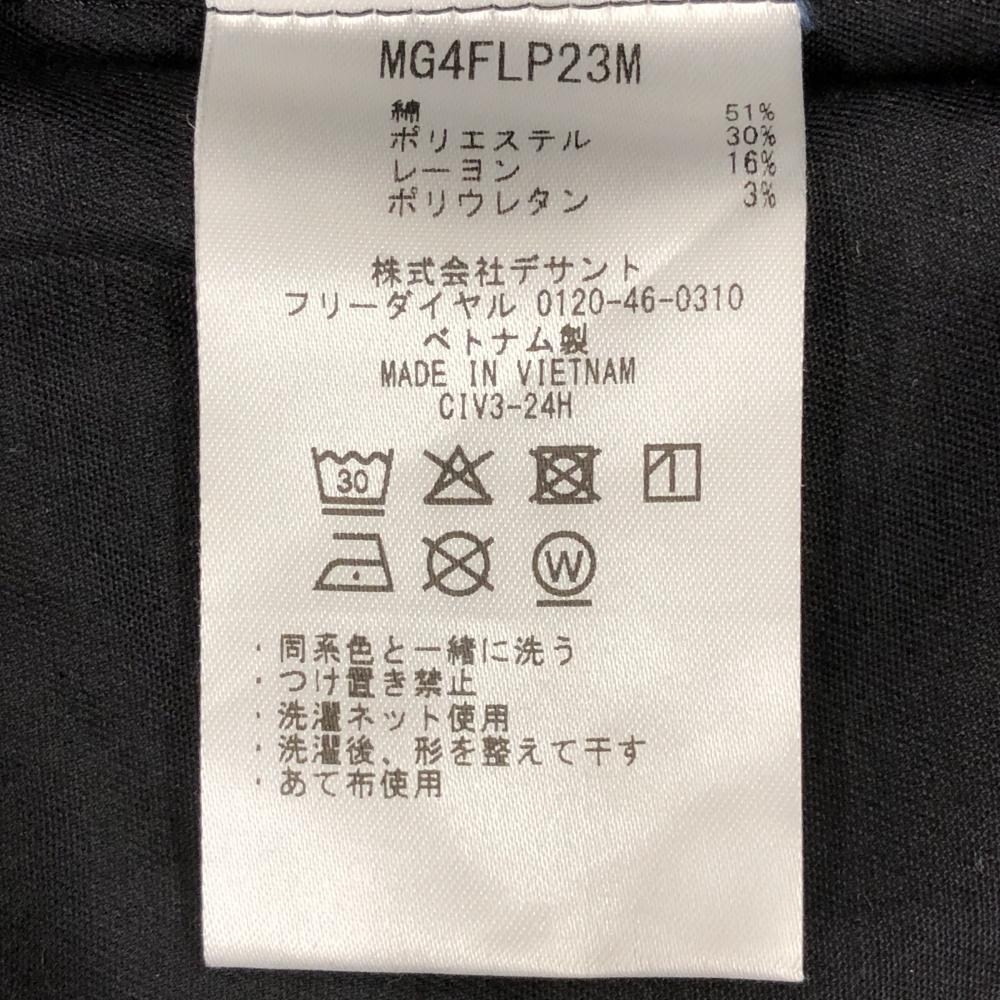 MG4FLP23M
綿 51%
ポリエステル 30%
レーヨン 16%
ポリウレタン 3%
株式会社デサント
フリーダイヤル 0120-46-0310
ベトナム製
MADE IN VIETNAM
CIV3-24H
30
W
・同系色と一緒に洗う
・つけ置き禁止
・洗濯ネット使用
・洗濯後、形を整えて干す
・あて布使用